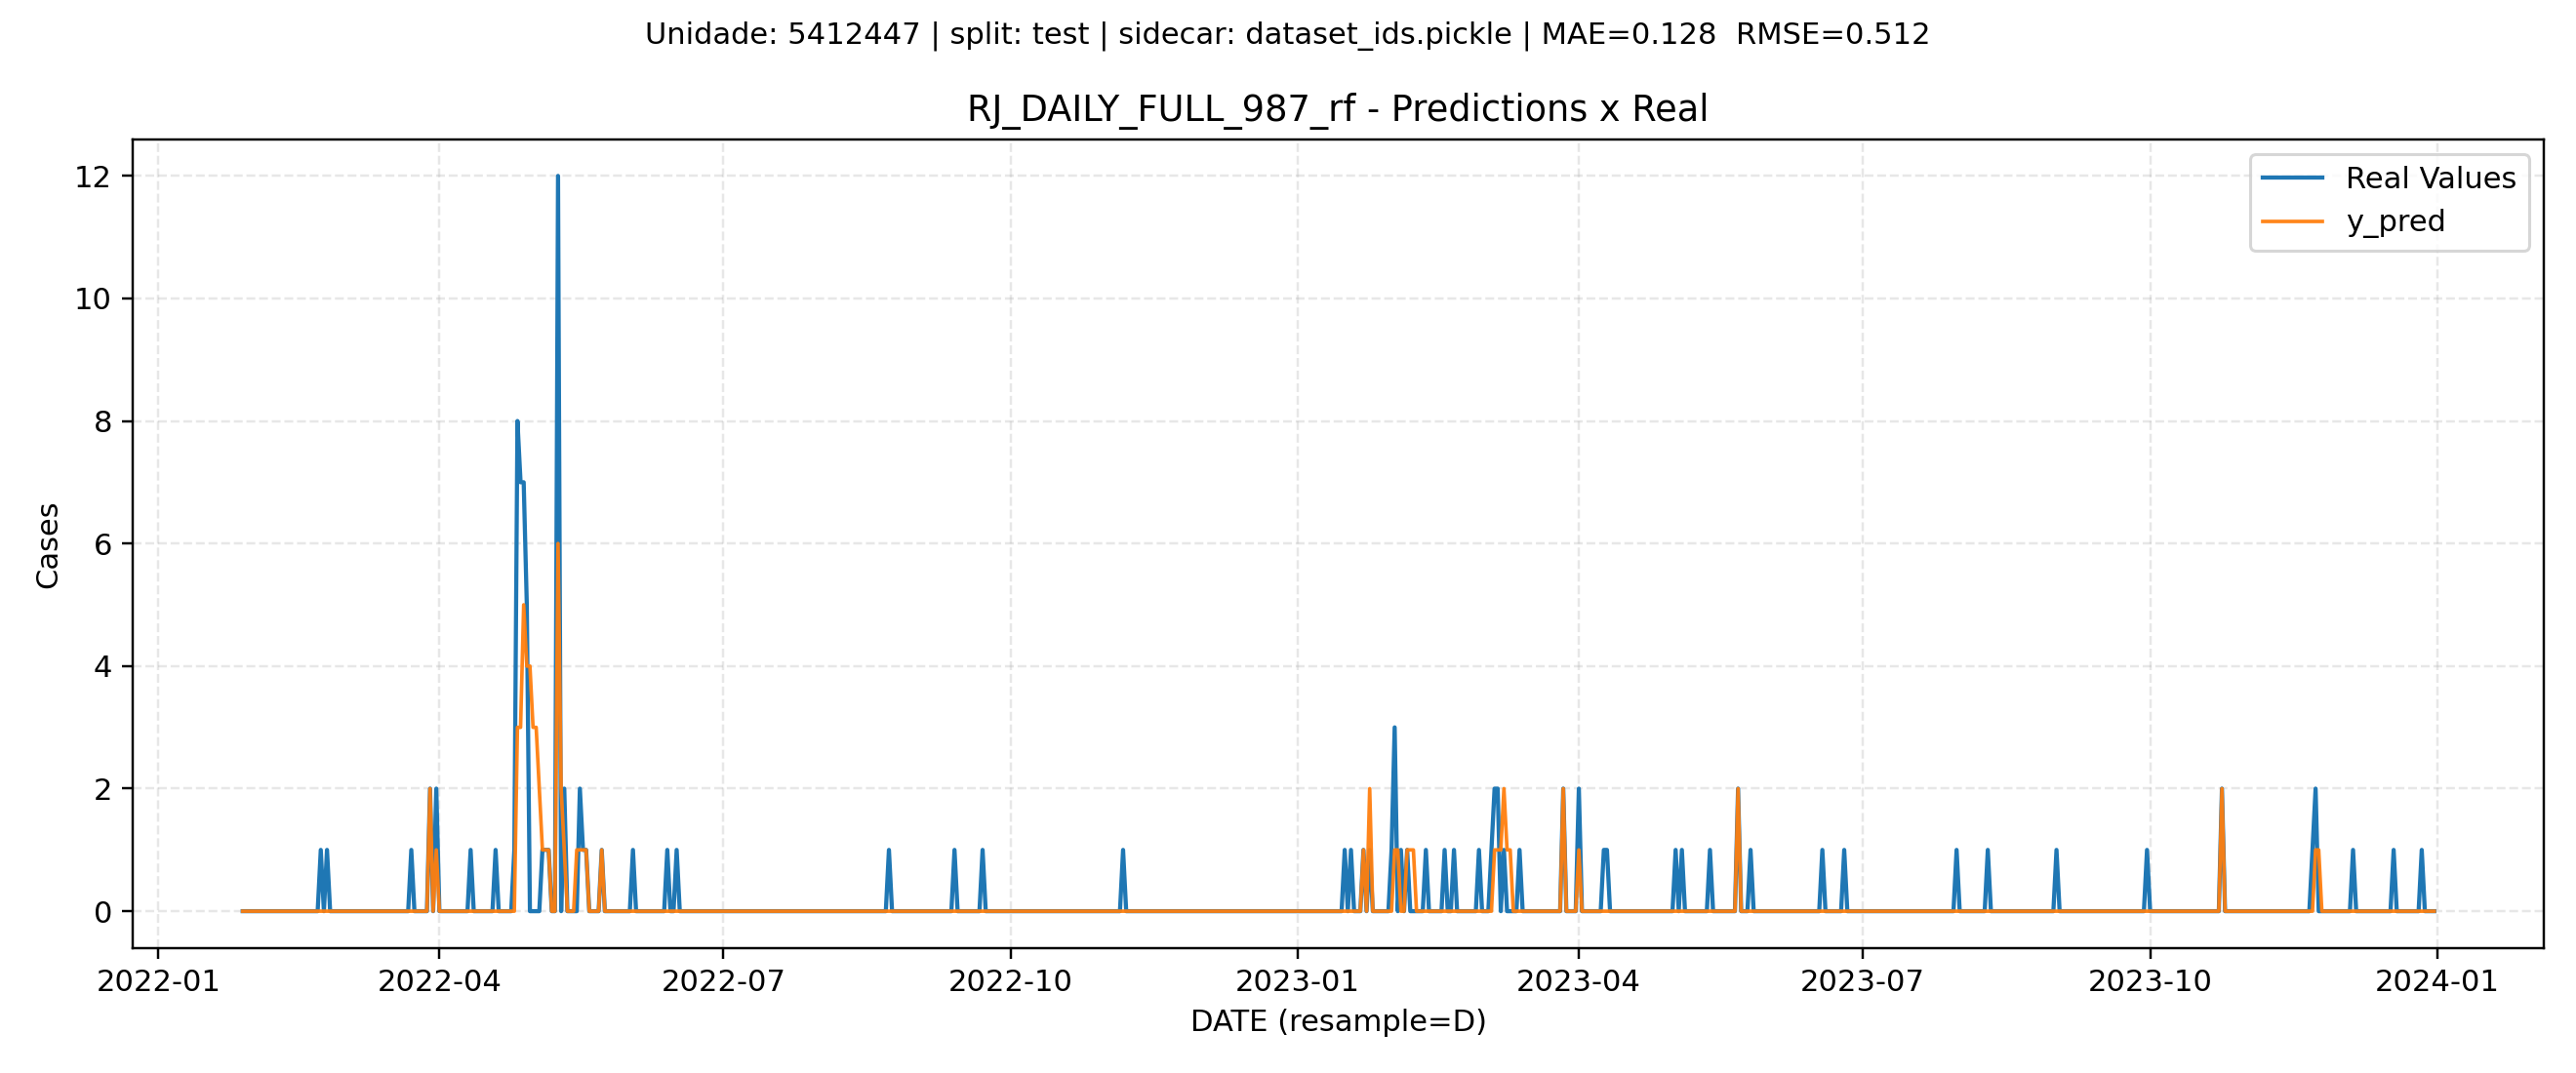 Unidade: 5412447 | split: test | sidecar: dataset_ids.pickle | MAE=0.128  RMSE=0.512
RJ_DAILY_FULL_987_rf - Predictions x Real
Real Values
y_pred
12
10
8
6
4
2
0
Cases
2022-01
2022-04
2022-07
2022-10
2023-01
2023-04
2023-07
2023-10
2024-01
DATE (resample=D)